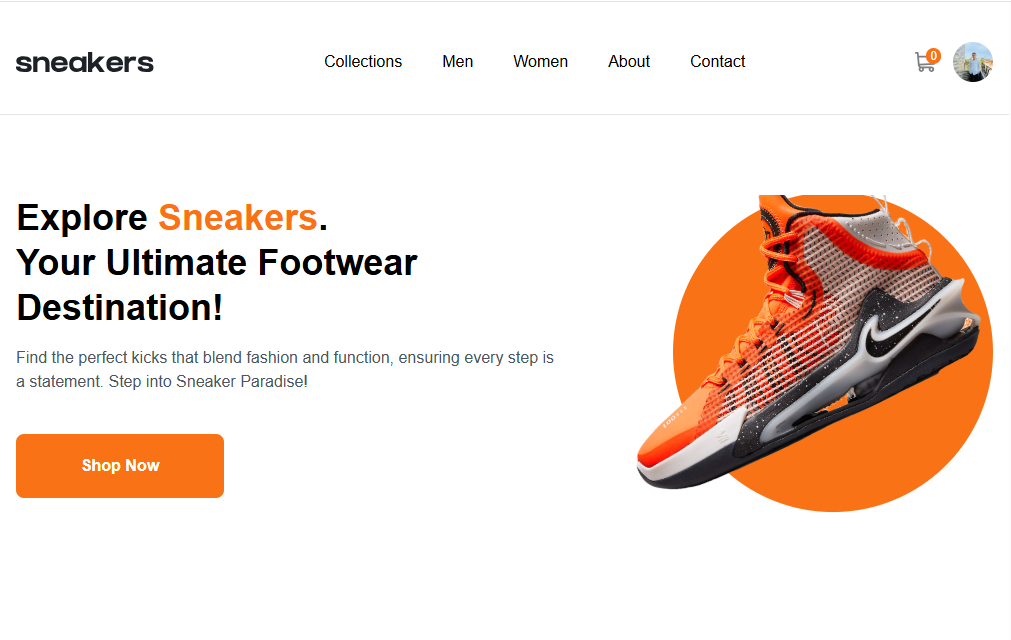 sneakers
Collections
Men
Women
About
Contact
0
Explore Sneakers.
Your Ultimate Footwear
Destination!
Find the perfect kicks that blend fashion and function, ensuring every step is
a statement. Step into Sneaker Paradise!
Shop Now